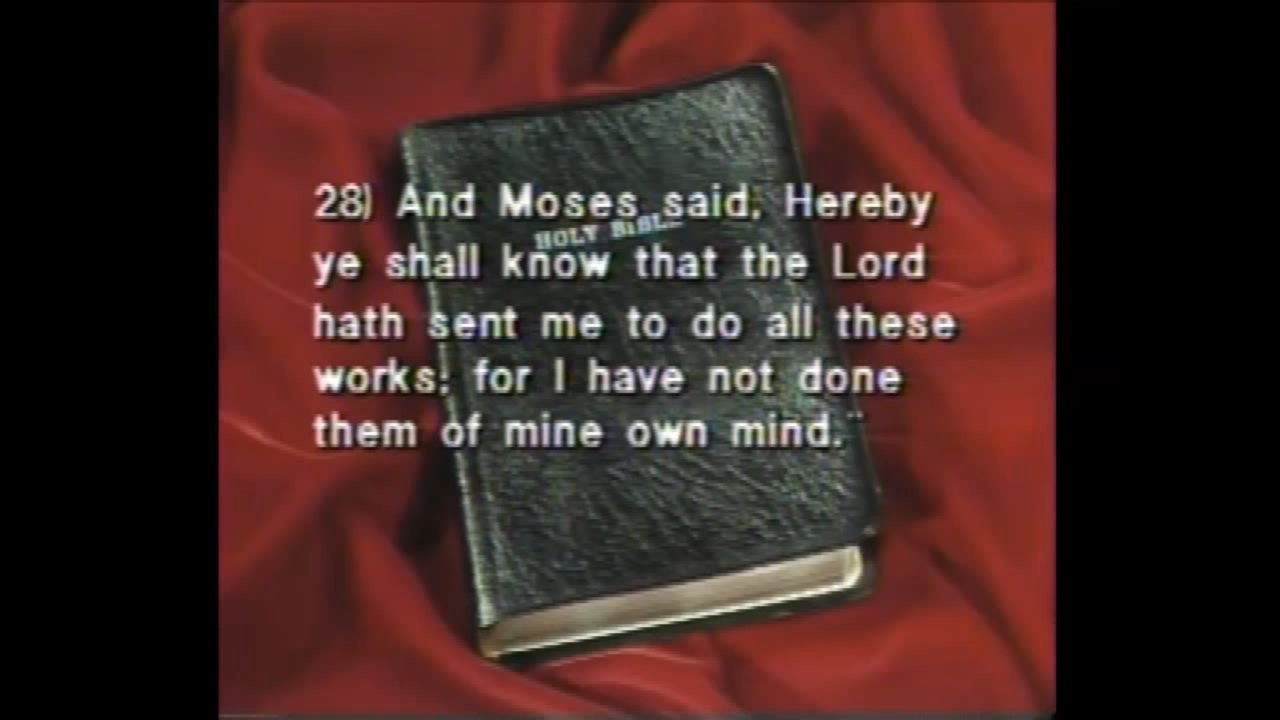 28) And Moses said, Hereby
HOLY BIBLE
ye shall know that the Lord
hath sent me to do all these
works; for I have not done
them of mine own mind."